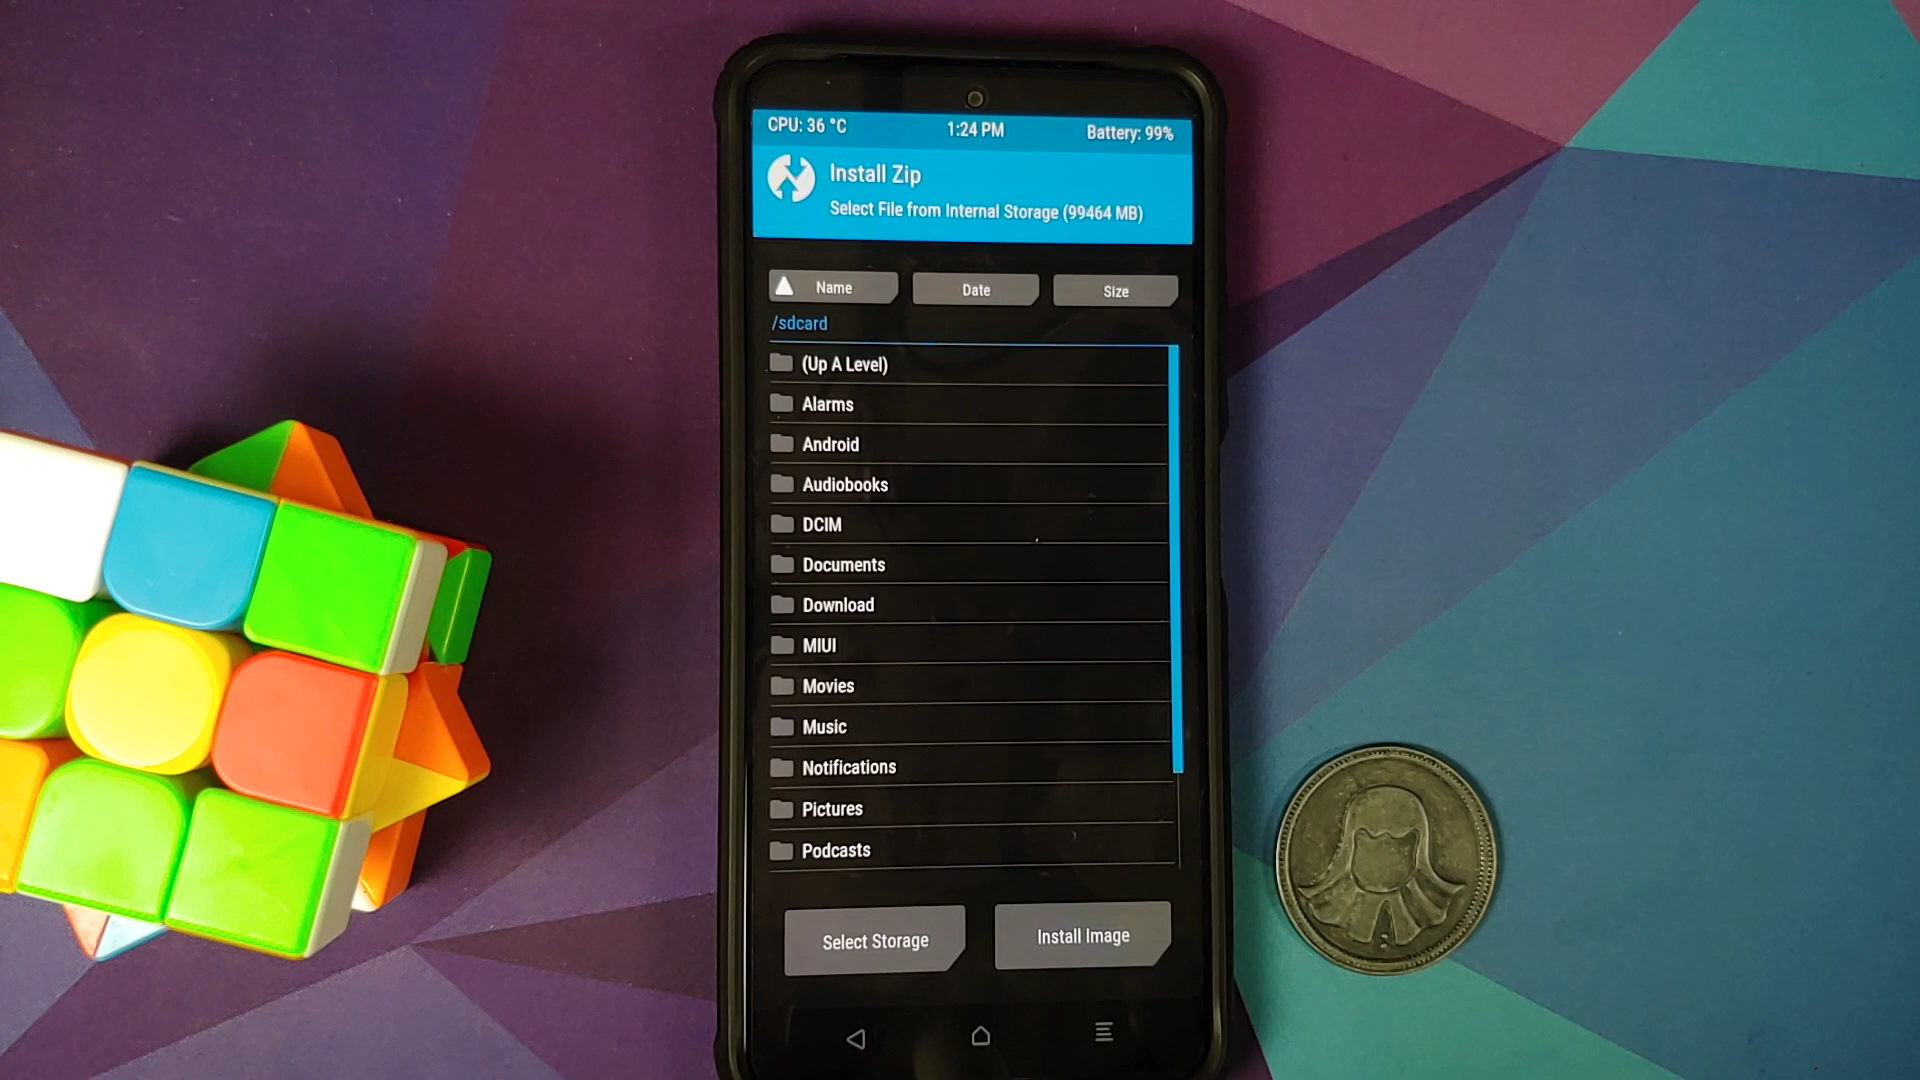 CPU: 36 °C 1:24 PM Battery: 99%
Install Zip
Select File from Internal Storage (99464 MB)
Name Date Size
/sdcard
(Up A Level)
Alarms
Android
Audiobooks
DCIM
Documents
Download
MIUI
Movies
Music
Notifications
Pictures
Podcasts
Select Storage Install Image